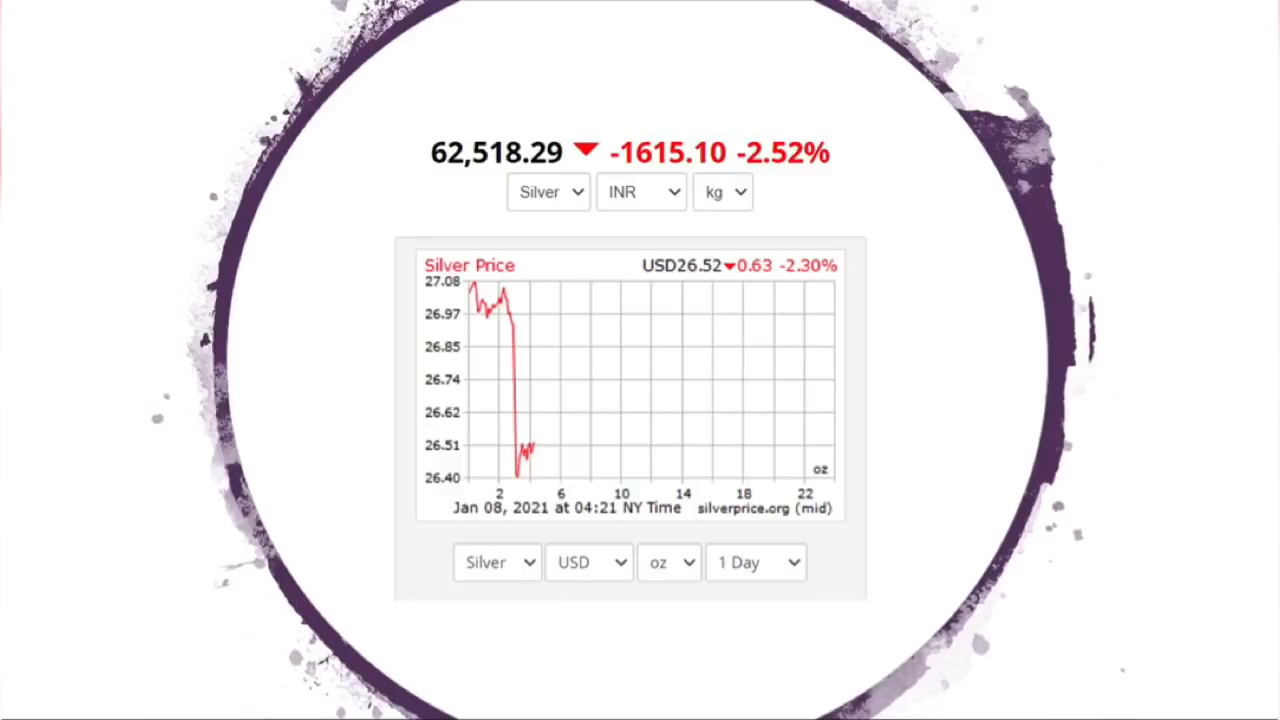 62,518.29 ▼ -1615.10 -2.52%
Silver INR kg
Silver Price USD26.52▼0.63 -2.30%
27.08
26.97
26.85
26.74
26.62
26.51
26.40
oz
2 6 10 14 18 22
Jan 08, 2021 at 04:21 NY Time silverprice.org (mid)
Silver USD oz 1 Day